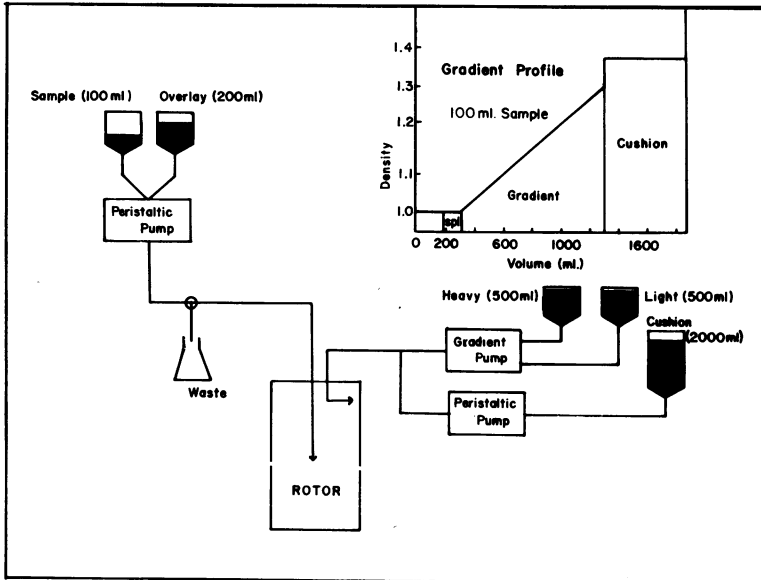 Sample (100ml) Overlay (200ml)
Peristaltic
Pump
Waste
ROTOR
Gradient Profile
100 ml. Sample
Cushion
Gradient
spl
Density
1.4
1.3
1.2
1.1
1.0
0 200 600 1000 1600
Volume (ml.)
Heavy (500ml) Light (500ml)
Cushion
(2000ml)
Gradient
Pump
Peristaltic
Pump